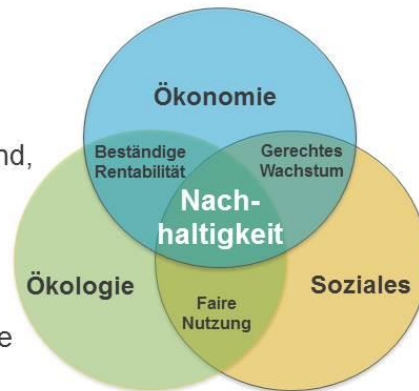 Ökonomie
nd,
Beständige
Rentabilität
Gerechtes
Wachstum
Nach-
haltigkeit
Ökologie
Soziales
Faire
Nutzung
e